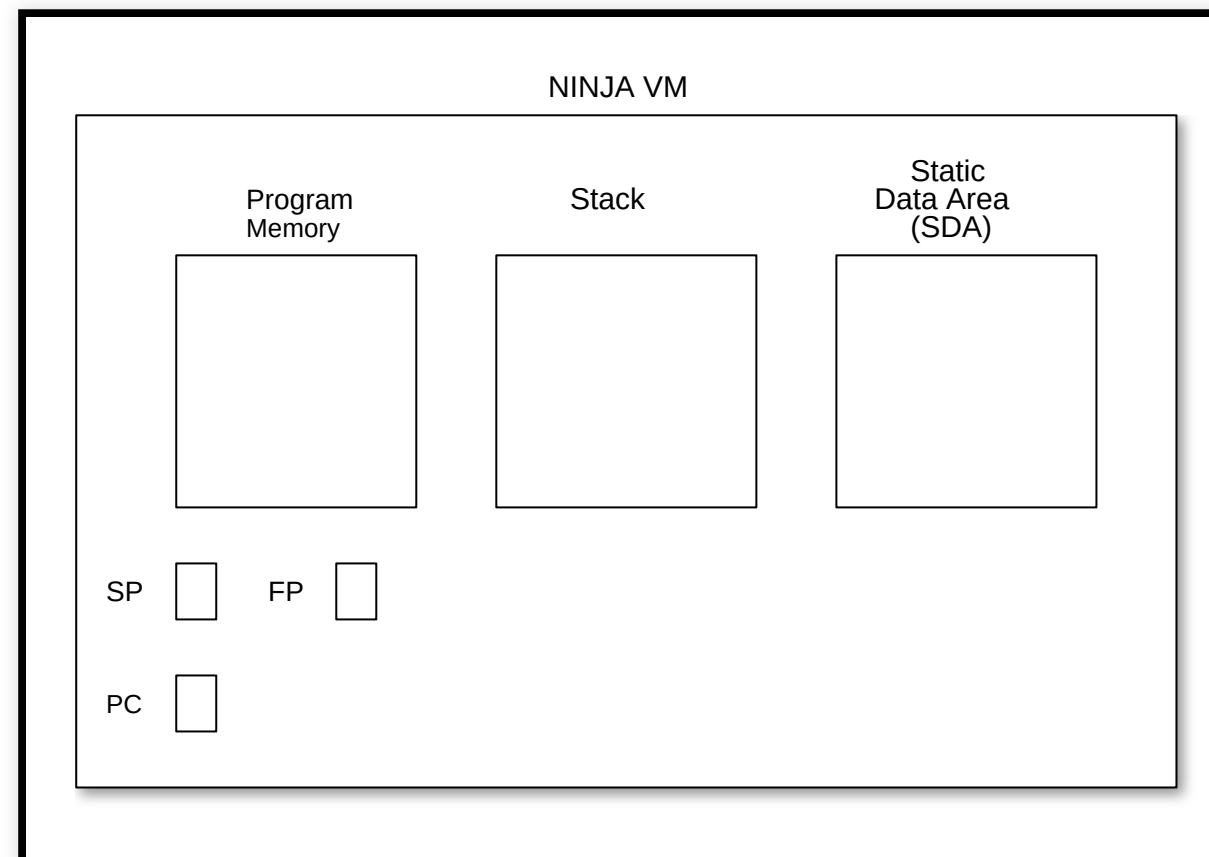 NINJA VM
Program
Memory
Stack
Static
Data Area
(SDA)
SP
FP
PC